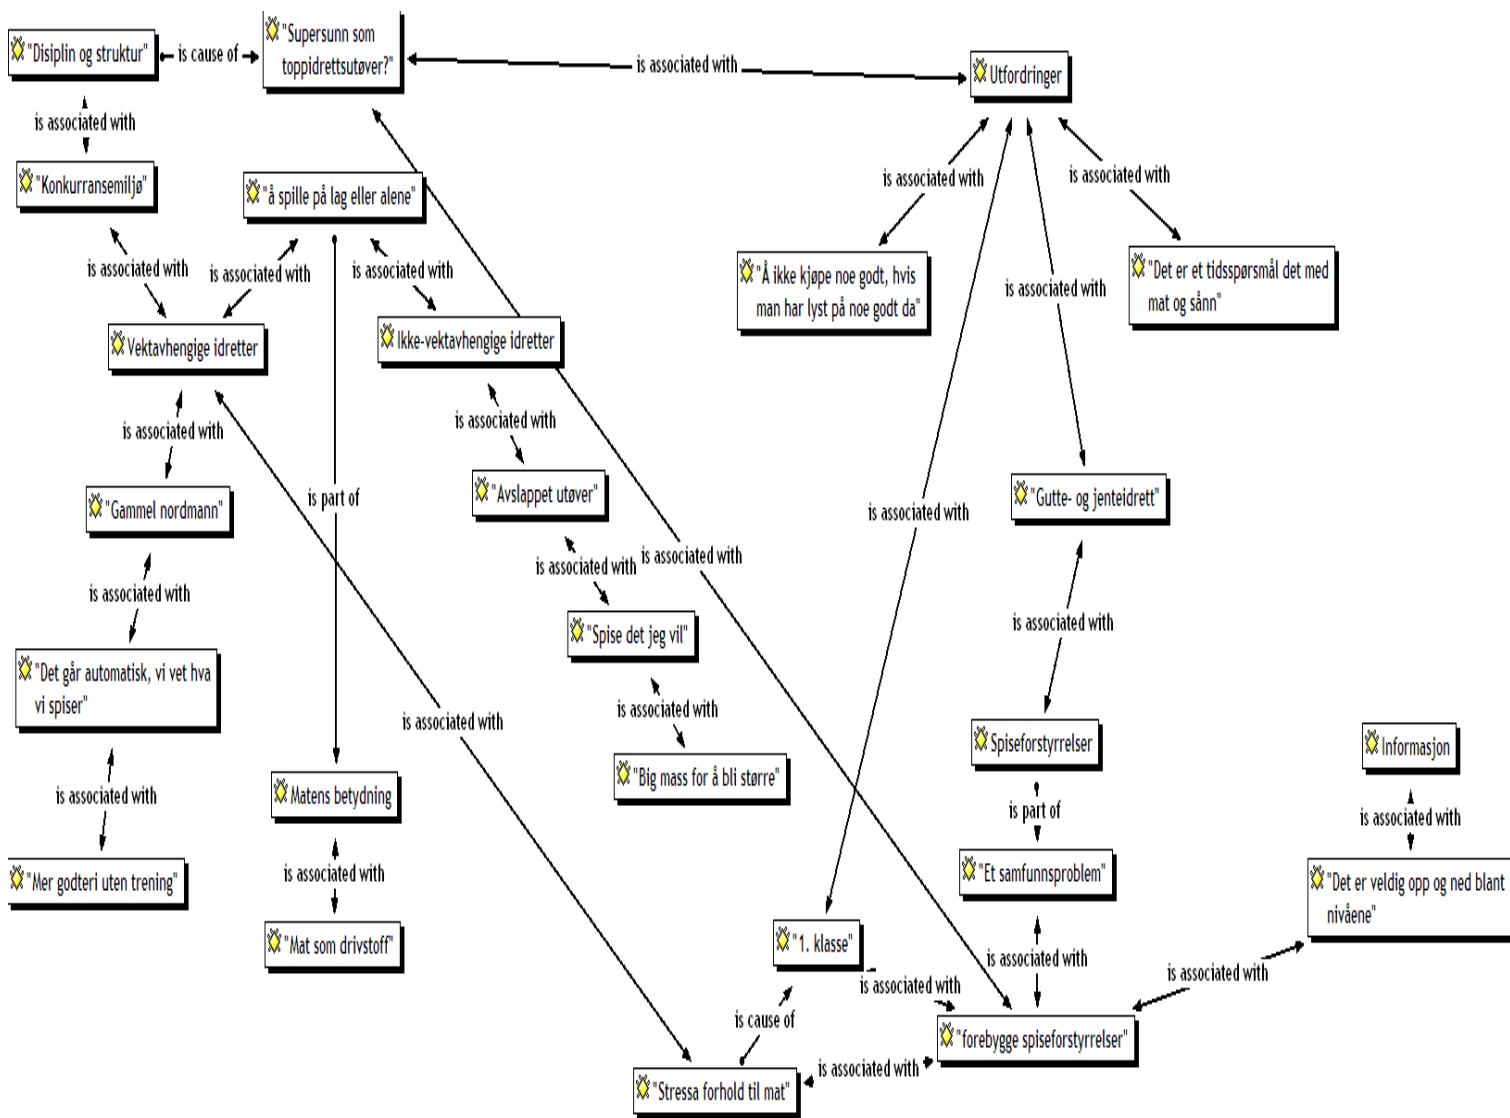 "Disiplin og struktur"
is cause of
"Supersunn som
toppidrettsutøver?"
is associated with
Utfordringer
is associated with
"Konkurransemiljø"
"å spille på lag eller alene"
is associated with
is associated with
is associated with
is associated with
is associated with
"Å ikke kjøpe noe godt, hvis
man har lyst på noe godt da"
is associated with
"Det er et tidsspørsmål det med
mat og sånn"
Vektavhengige idretter
Ikke-vektavhengige idretter
is associated with
is associated with
"Gammel nordmann"
is part of
"Avslappet utøver"
is associated with
"Gutte- og jenteidrett"
is associated with
is associated with
is associated with
is associated with
"Det går automatisk, vi vet hva
vi spiser"
"Spise det jeg vil"
is associated with
is associated with
is associated with
Spiseforstyrrelser
Informasjon
"Big mass for å bli større"
is associated with
Matens betydning
is part of
is associated with
"Mer godteri uten trening"
is associated with
"Et samfunnsproblem"
"Det er veldig opp og ned blant
nivåene"
"Mat som drivstoff"
"1. klasse"
is associated with
is associated with
is associated with
is cause of
"forebygge spiseforstyrrelser"
is associated with
"Stressa forhold til mat"